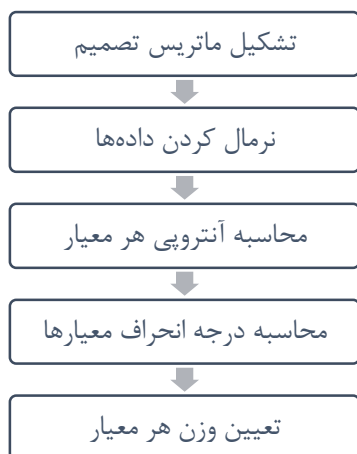 تشکیل ماتریس تصمیم
نرمال کردن داده‌ها
محاسبه آنتروپی هر معیار
محاسبه درجه انحراف معیارها
تعیین وزن هر معیار